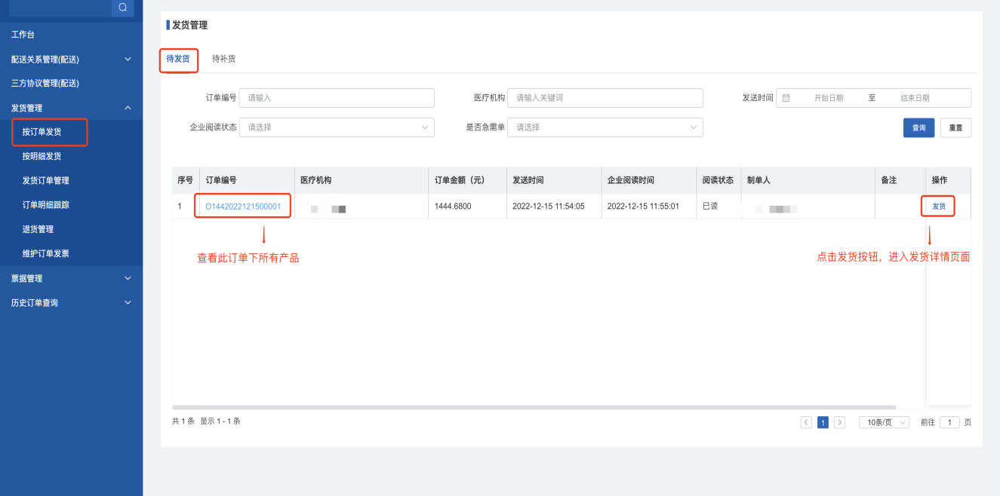 工作台
配送关系管理(配送)
三方协议管理(配送)
发货管理
按订单发货
按明细发货
发货订单管理
订单明细跟踪
退货管理
维护订单发票
票据管理
历史订单查询
发货管理
待发货 待补货
订单编号 请输入 医疗机构 请输入关键词 发送时间 开始日期 至 结束日期
企业阅读状态 请选择 是否急需单 请选择 查询 重置
序号 订单编号 医疗机构 订单金额（元） 发送时间 企业阅读时间 阅读状态 制单人 备注 操作
1 O1442022121500001 1444.6800 2022-12-15 11:54:05 2022-12-15 11:55:01 已读 发货
查看此订单下所有产品 点击发货按钮，进入发货详情页面
共 1 条 显示 1 - 1 条 1 10条/页 前往 1 页